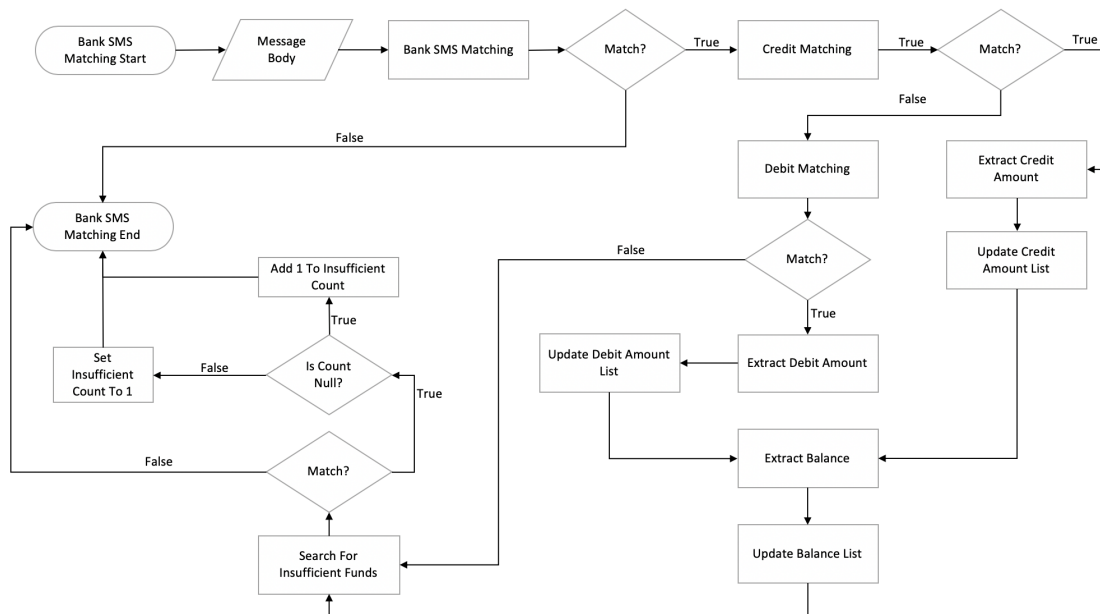 Bank SMS
Matching Start
Message
Body
Bank SMS Matching
Match?
True
Credit Matching
True
Match?
True
False
False
Debit Matching
Extract Credit
Amount
Bank SMS
Matching End
Update Credit
Amount List
False
Match?
Add 1 To Insufficient
Count
True
True
Set
Insufficient
Count To 1
False
Is Count
Null?
Update Debit Amount
List
Extract Debit Amount
True
False
Match?
Extract Balance
Search For
Insufficient Funds
Update Balance List